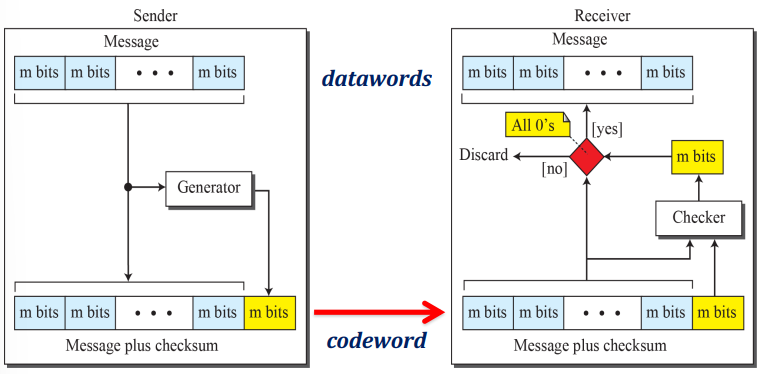 Sender
Message
m bits m bits • • • m bits
Generator
m bits m bits • • • m bits m bits
Message plus checksum
datawords
codeword
Receiver
Message
m bits m bits • • • m bits
All 0's
[yes]
Discard
[no]
m bits
Checker
m bits m bits • • • m bits m bits
Message plus checksum